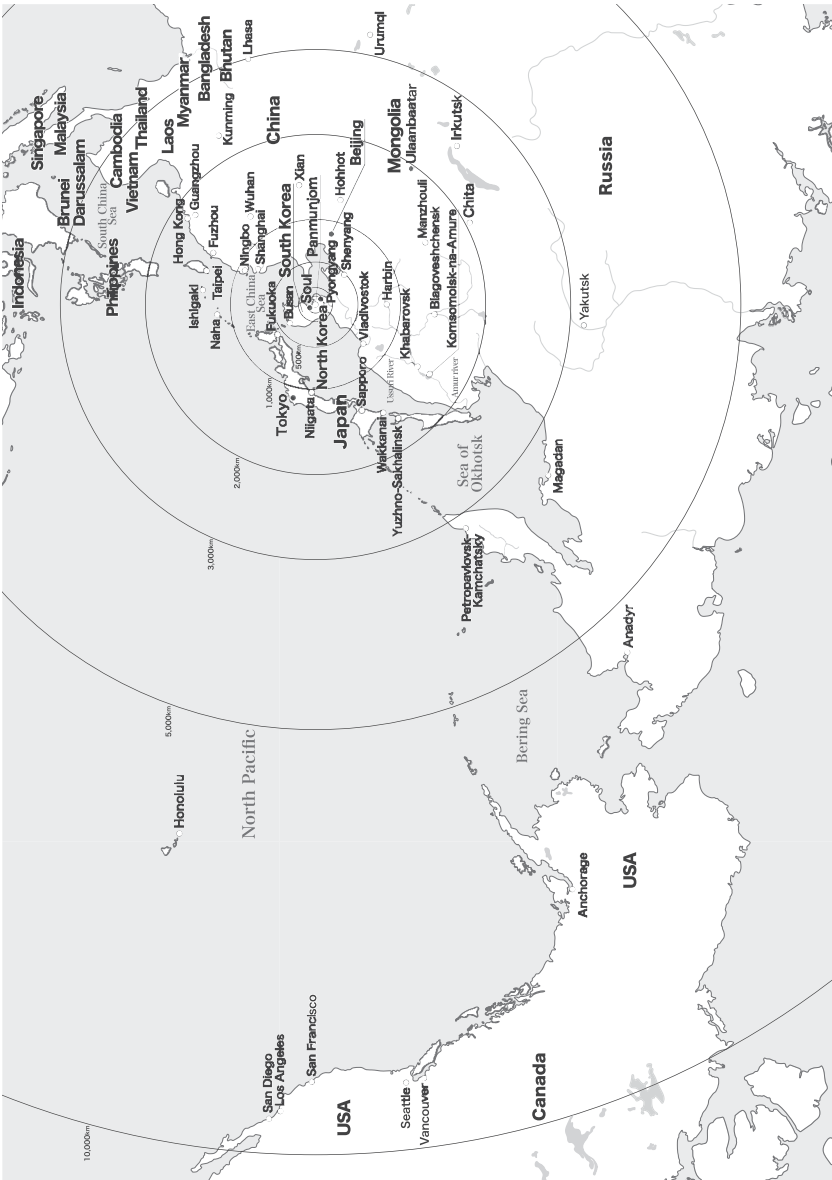 Indonesia
Singapore
Malaysia
Brunei
Darussalam
10,000km
South China
Sea
Philippines
Cambodia
Vietnam
Thailand
Laos
5,000km
Honolulu
Hong Kong
Myanmar
Guangzhou
Bangladesh
Ishigaki
3,000km
Naha
Taipei
Fuzhou
Kunming
Bhutan
2,000km
North Pacific
Ningbo
Wuhan
Lhasa
East China
Sea
Shanghai
San Diego
Los Angeles
1,000km
Fukuoka
China
Tokyo
Busan
South Korea
500km
Xian
San Francisco
Niigata
Soul
Panmunjom
North Korea
Pyongyang
USA
Japan
Hohhot
Shenyang
Beijing
Sapporo
Vladivostok
Urumqi
Wakkanai
Ussuri River
Harbin
Mongolia
Yuzhno-Sakhalinsk
Khabarovsk
Ulaanbaatar
Seattle
Vancouver
Manzhouli
Blagoveshchensk
Komsomolsk-na-Amure
Amur river
Irkutsk
Sea of
Okhotsk
Chita
Petropavlovsk-
Kamchatsky
Bering Sea
Canada
Magadan
Anchorage
Yakutsk
Russia
USA
Anadyr